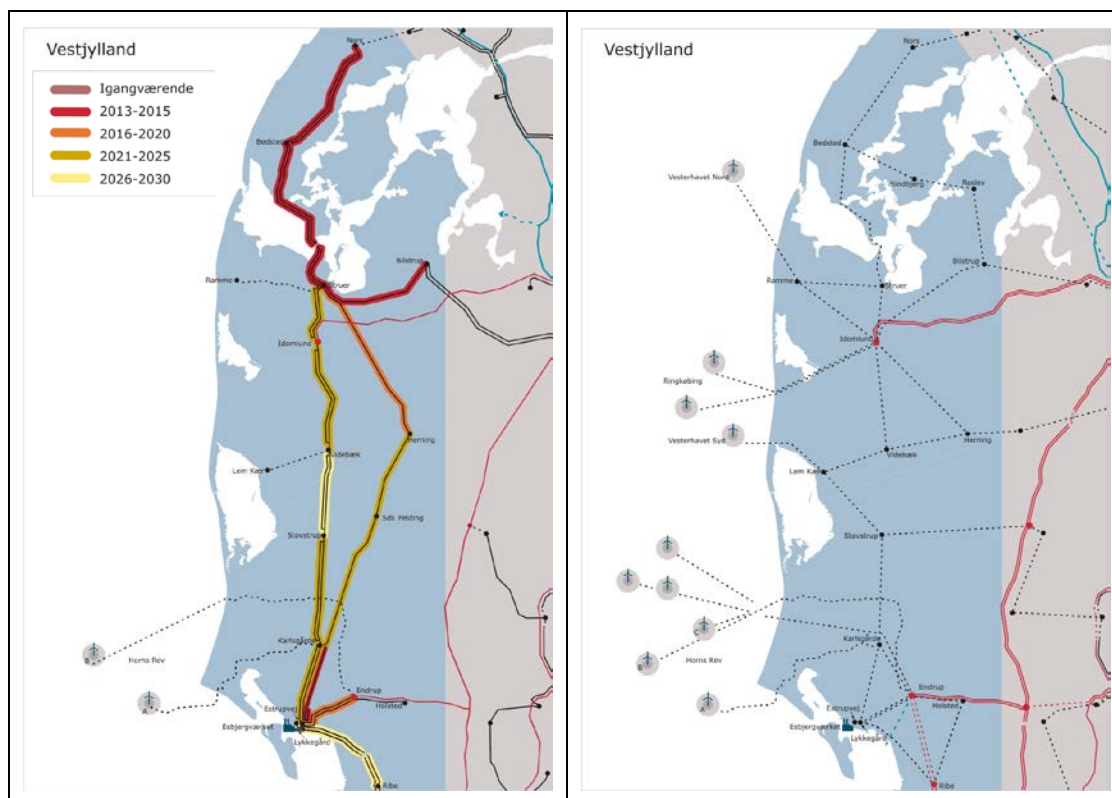 Vestjylland
Igangværende
2013-2015
2016-2020
2021-2025
2026-2030
Nors
Bedsted
Bilstrup
Ramme
Struer
Idomlund
Herning
Videbæk
Lem Kær
Sdr. Felding
Stovstrup
Karlsgårde
B
Horns Rev
A
Endrup
Holsted
Estrupvej
Esbjergværket
Lykkegård
Ribe
Vestjylland
Nors
Bedsted
Vesterhavet Nord
Sindbjerg
Roslev
Bilstrup
Ramme
Struer
Idomlund
Ringkøbing
Vesterhavet Syd
Herning
Videbæk
Lem Kær
Stovstrup
C
Karlsgårde
B
Horns Rev
A
Endrup
Holsted
Estrupvej
Esbjergværket
Lykkegård
Ribe